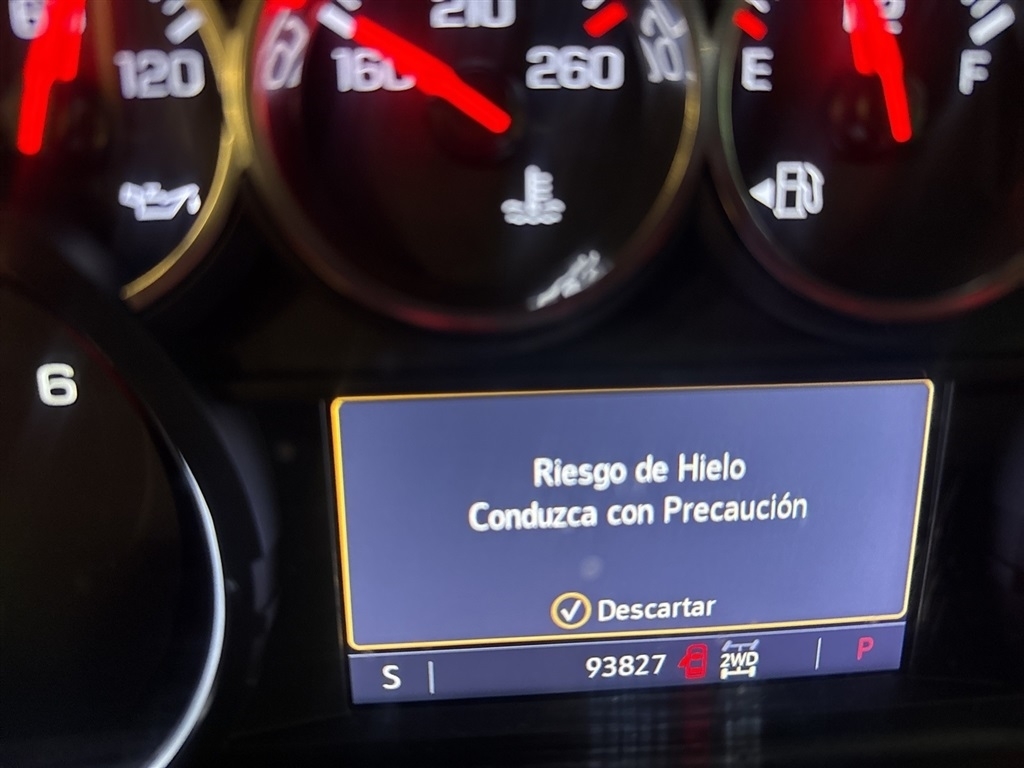 210
120
160
260
E
F
6
Riesgo de Hielo
Conduzca con Precaución
Descartar
S
93827
2WD
P